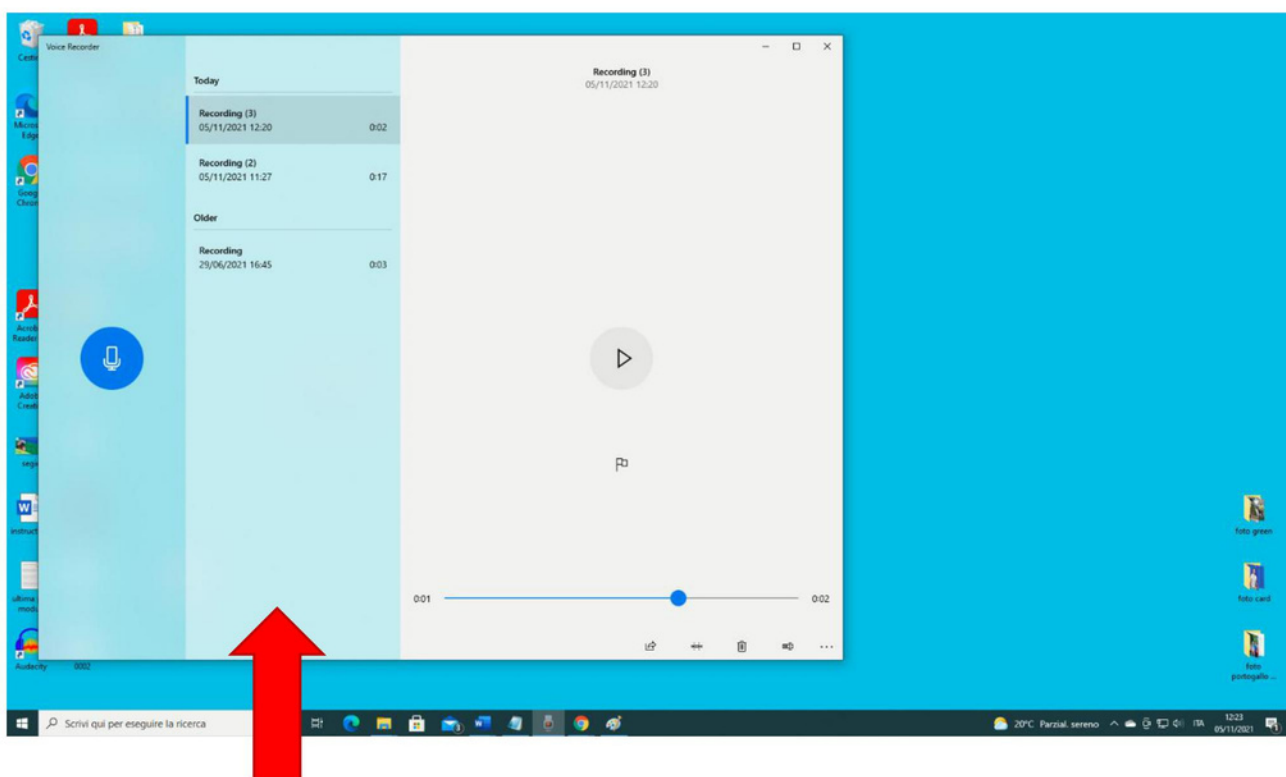 Voice Recorder
Today
Recording (3)
05/11/2021 12:20
0:02
Recording (2)
05/11/2021 11:27
0:17
Older
Recording
29/06/2021 16:45
0:03
Recording (3)
05/11/2021 12:20
0:01
0:02
Audacity
0002
foto green
foto card
foto
portogallo ...
Scrivi qui per eseguire la ricerca
20°C Parzial. sereno
ITA
12:23
05/11/2021